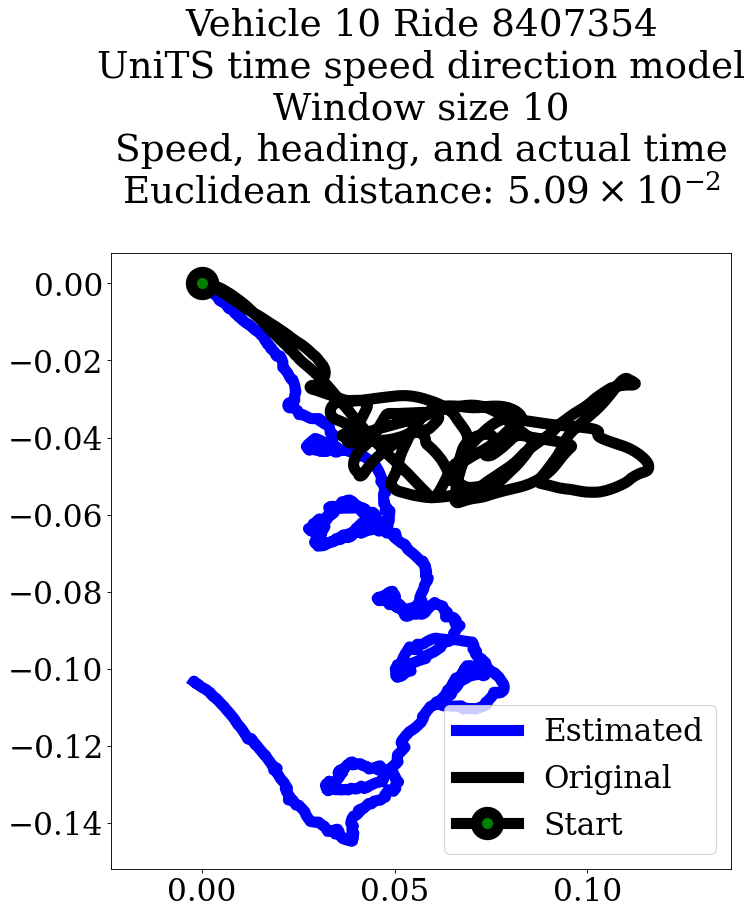 Vehicle 10 Ride 8407354
UniTS time speed direction model
Window size 10
Speed, heading, and actual time
Euclidean distance: 5.09 × 10⁻²
0.00
−0.02
−0.04
−0.06
−0.08
−0.10
−0.12
−0.14
Estimated
Original
Start
0.00 0.05 0.10